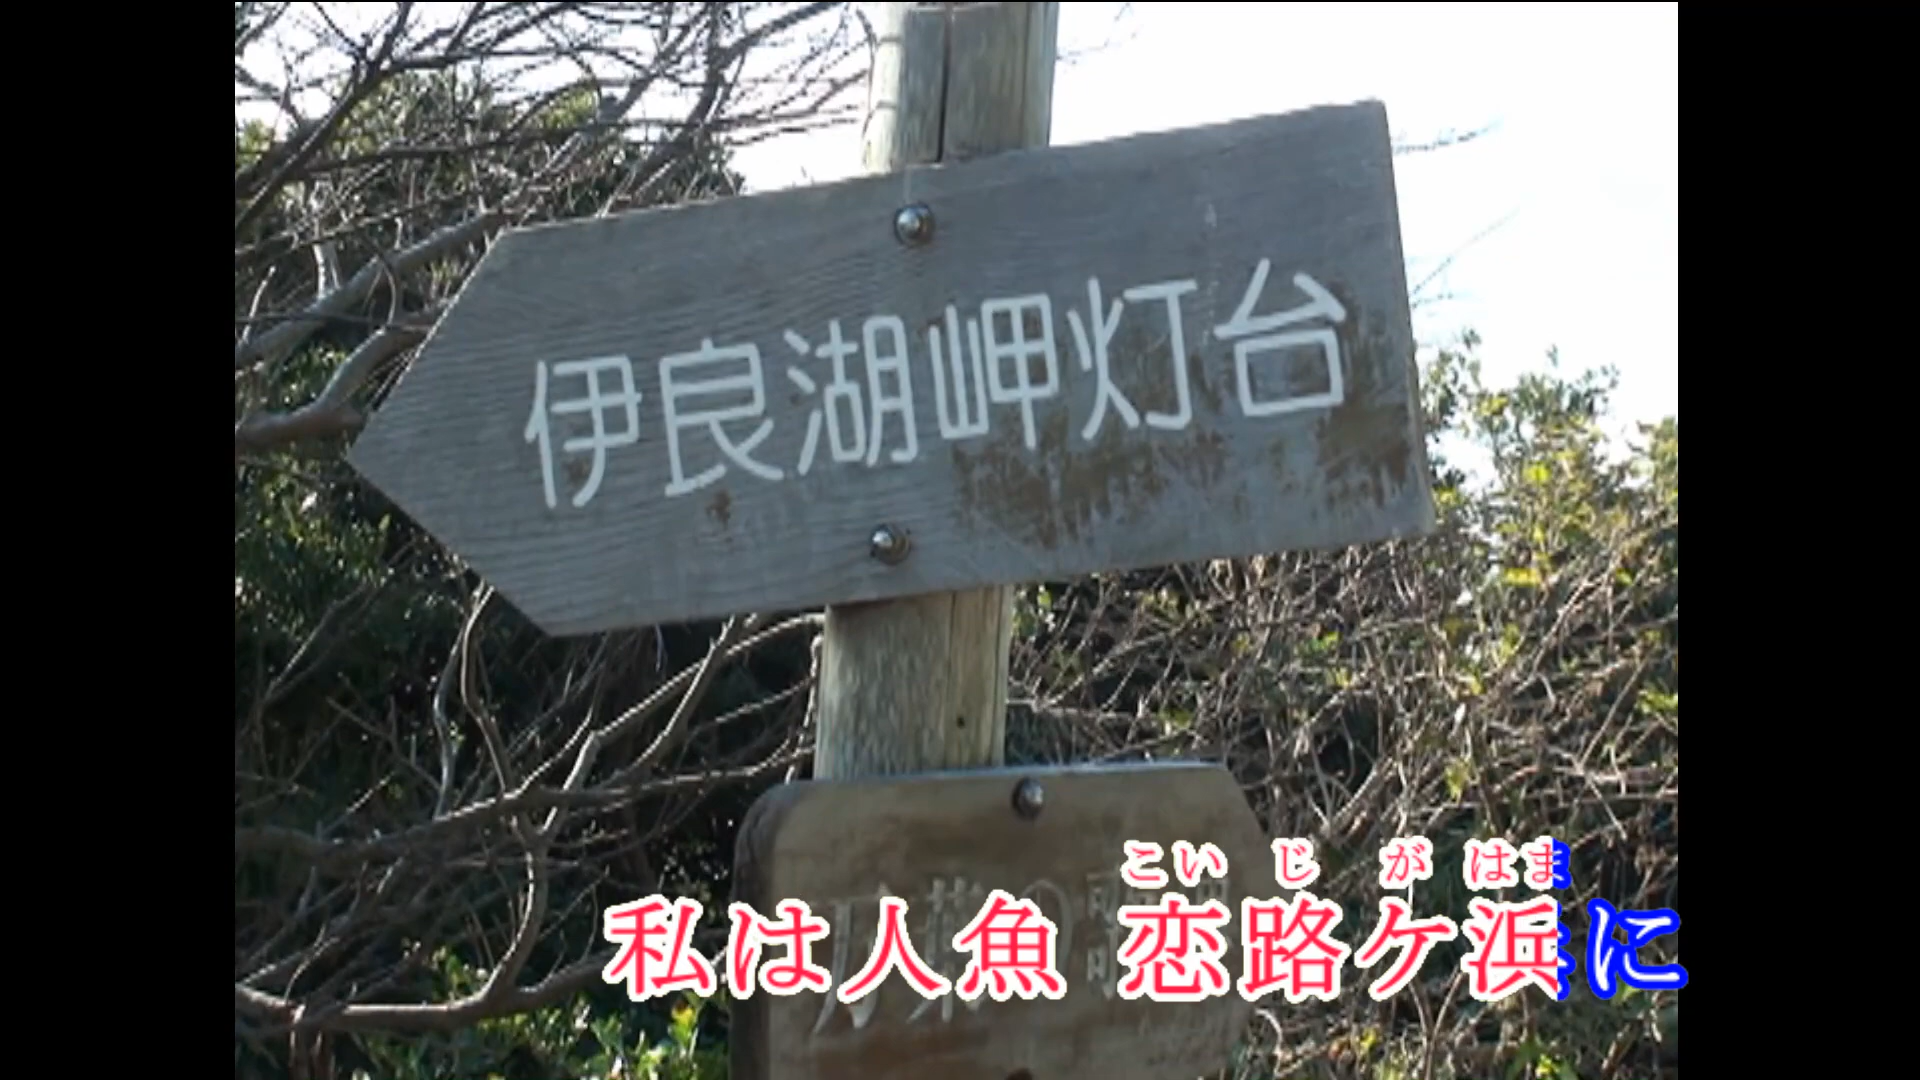 伊良湖岬灯台
こいじがはま
私は人魚 恋路ケ浜に